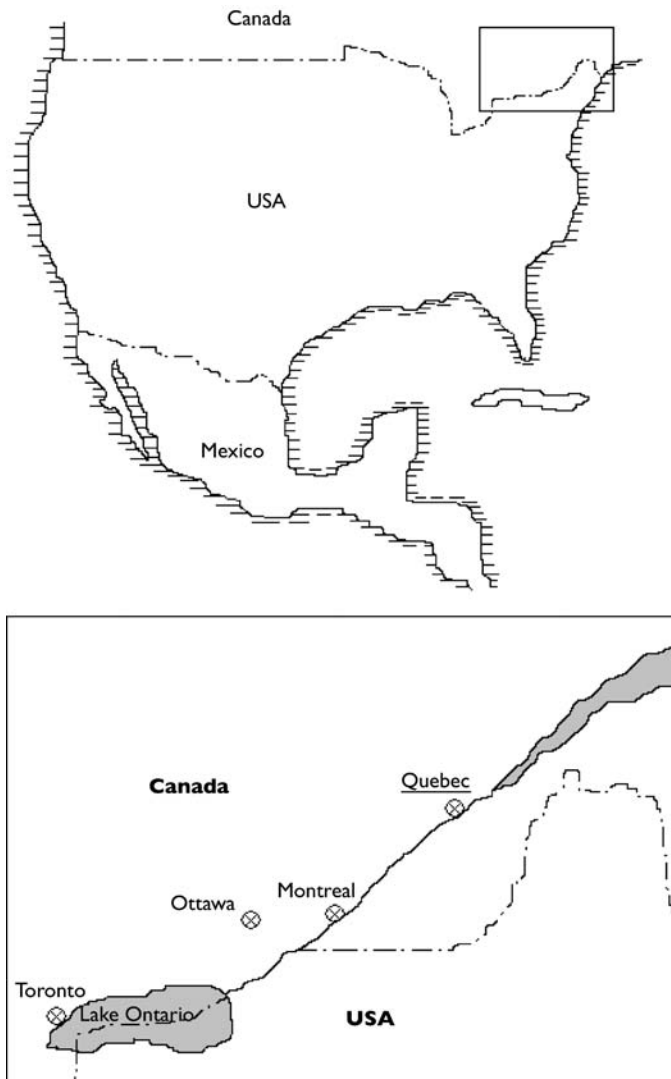 Canada
USA
Mexico
Canada
Quebec
Ottawa
Montreal
Toronto
Lake Ontario
USA